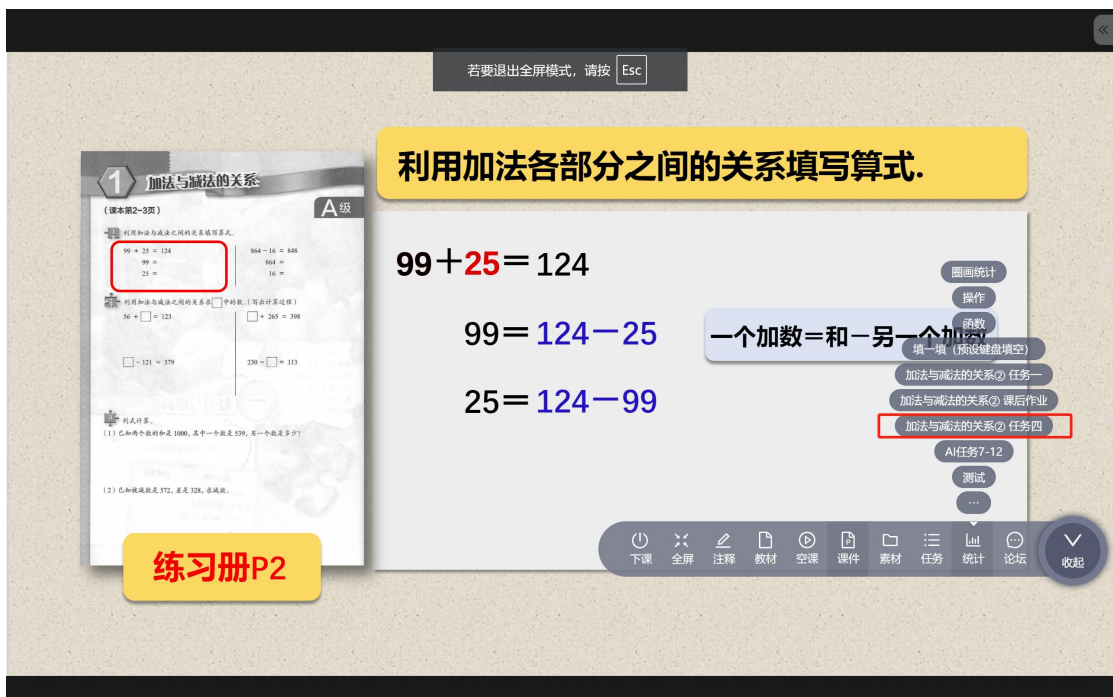 若要退出全屏模式，请按 Esc
1 加法与减法的关系
（课本第2~3页）
A级
利用加法与减法之间的关系填写算式.
99 + 25 = 124
99 =
25 =
864 − 16 = 848
864 =
16 =
利用加法与减法之间的关系求□中的数.（写出计算过程）
56 + □ = 123
□ + 265 = 398
□ − 121 = 379
230 − □ = 113
列式计算.
（1）已知两个数的和是1000, 其中一个数是539, 另一个数是多少?
（2）已知被减数是572, 差是328, 求减数.
练习册P2
利用加法各部分之间的关系填写算式.
99＋25＝124
99＝124－25
25＝124－99
一个加数＝和－另一个加数
圈画统计
操作
函数
填一填（预设键盘填空）
加法与减法的关系② 任务一
加法与减法的关系② 课后作业
加法与减法的关系② 任务四
AI任务7-12
测试
...
下课 全屏 注释 教材 空课 课件 素材 任务 统计 论坛 收起